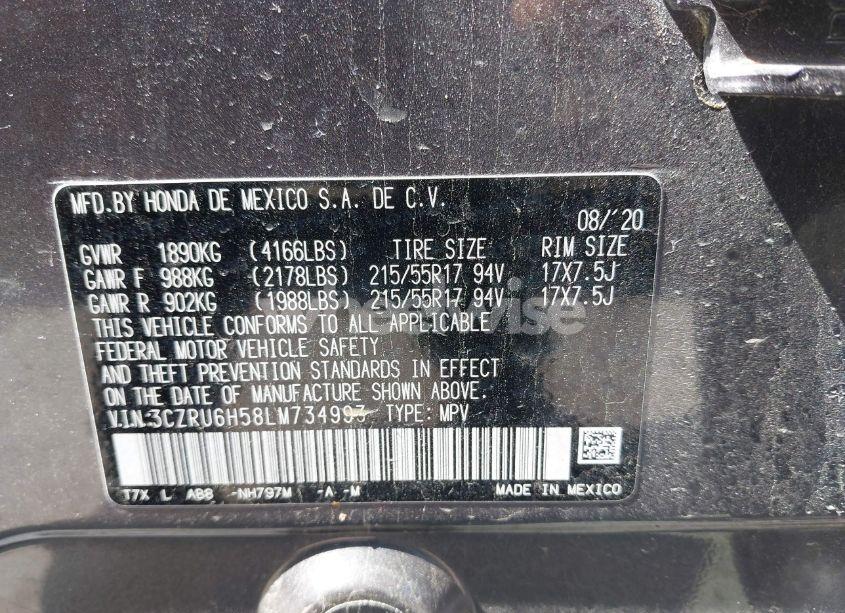 MFD.BY HONDA DE MEXICO S.A. DE C.V.
08/'20
GVWR 1890KG (4166LBS) TIRE SIZE RIM SIZE
GAWR F 988KG (2178LBS) 215/55R17 94V 17X7.5J
GAWR R 902KG (1988LBS) 215/55R17 94V 17X7.5J
THIS VEHICLE CONFORMS TO ALL APPLICABLE
FEDERAL MOTOR VEHICLE SAFETY
AND THEFT PREVENTION STANDARDS IN EFFECT
ON THE DATE OF MANUFACTURE SHOWN ABOVE.
V.I.N. 3CZRU6H58LM734993 TYPE: MPV
T7X L AB8 -NH797M -A -M MADE IN MEXICO